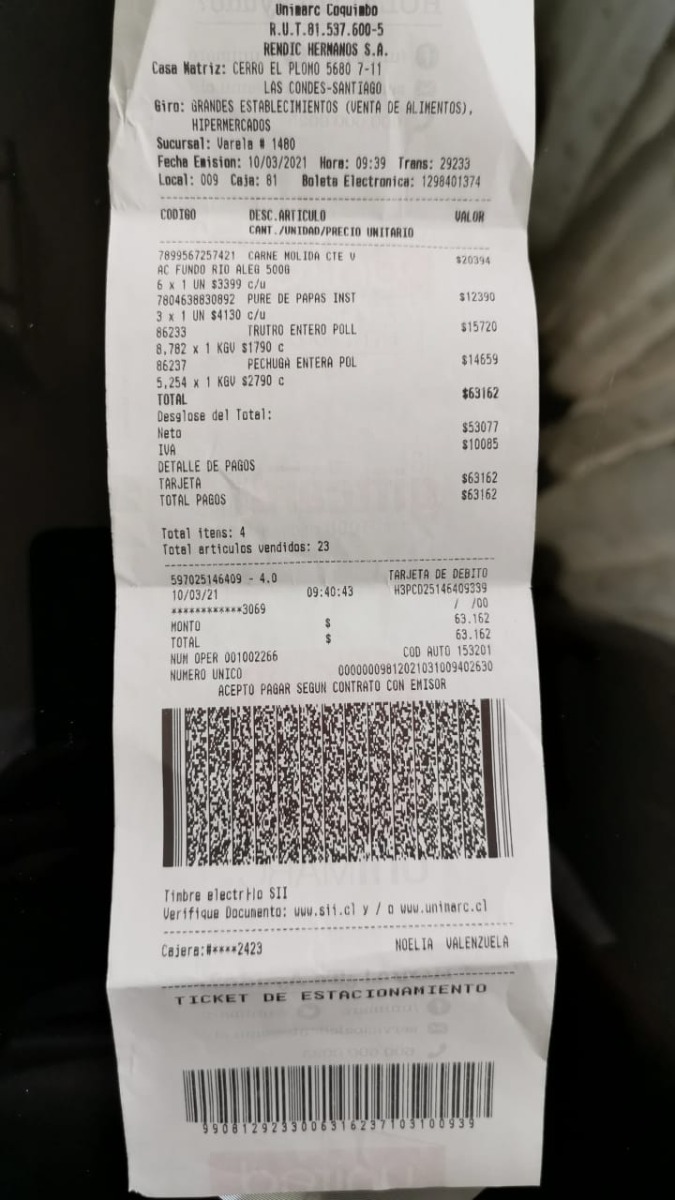 Unimarc Coquimbo
R.U.T.81.537.600-5
RENDIC HERMANOS S.A.
Casa Matriz: CERRO EL PLOMO 5680 7-11
LAS CONDES-SANTIAGO
Giro: GRANDES ESTABLECIMIENTOS (VENTA DE ALIMENTOS),
HIPERMERCADOS
Sucursal: Varela # 1480
Fecha Emision: 10/03/2021 Hora: 09:39 Trans: 29233
Local: 009 Caja: 81 Boleta Electronica: 1298401374
CODIGO DESC.ARTICULO VALOR
CANT./UNIDAD/PRECIO UNITARIO
7899567257421 CARNE MOLIDA CTE V $20394
AC FUNDO RIO ALEG 500G
6 x 1 UN $3399 c/u
7804638830892 PURE DE PAPAS INST $12390
3 x 1 UN $4130 c/u
86233 TRUTRO ENTERO POLL $15720
8,782 x 1 KGV $1790 c
86237 PECHUGA ENTERA POL $14659
5,254 x 1 KGV $2790 c
TOTAL $63162
Desglose del Total:
Neto $53077
IVA $10085
DETALLE DE PAGOS
TARJETA $63162
TOTAL PAGOS $63162
Total itens: 4
Total articulos vendidos: 23
597025146409 - 4.0 TARJETA DE DEBITO
10/03/21 09:40:43 H3PCD25146409339
************3069 / /00
MONTO $ 63.162
TOTAL $ 63.162
NUM OPER 001002266 COD AUTO 153201
NUMERO UNICO 00000009812021031009402630
ACEPTO PAGAR SEGUN CONTRATO CON EMISOR
Timbre SII
Verifique Documento: www.sii.cl y / o www.unimarc.cl
Cajera:#****2423 NOELIA VALENZUELA
TICKET DE ESTACIONAMIENTO
9908129233006316237103100939